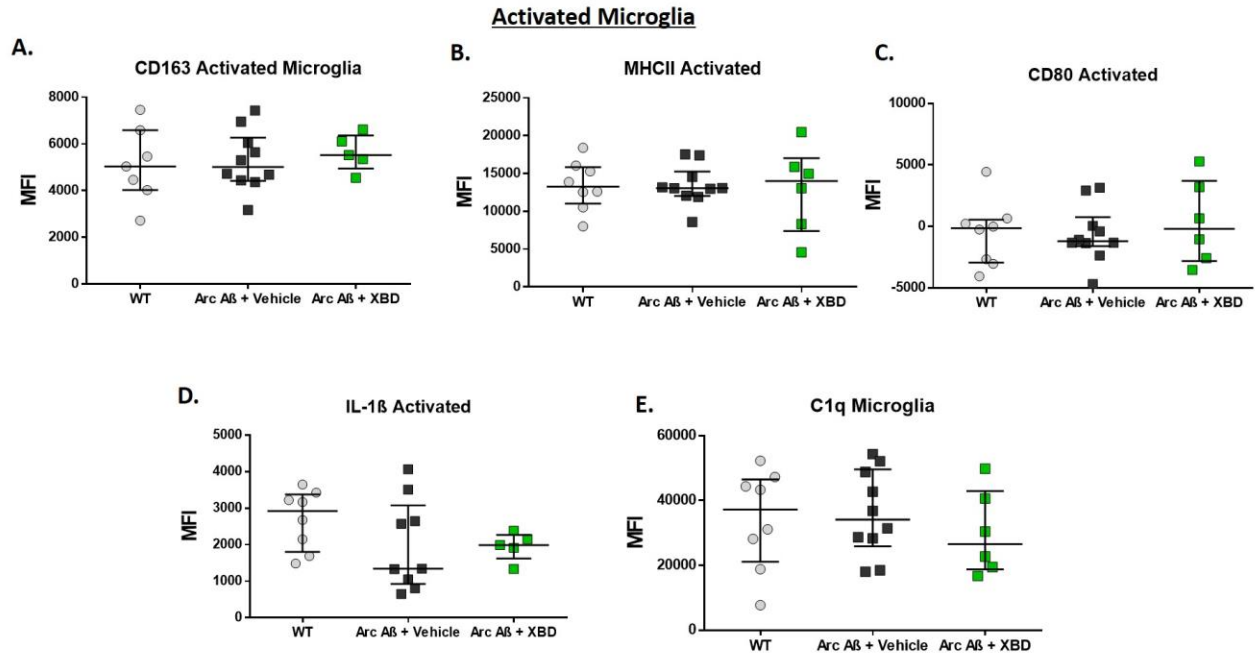 Activated Microglia
A.
CD163 Activated Microglia
MFI
8000
6000
4000
2000
0
WT
Arc Aß + Vehicle
Arc Aß + XBD
B.
MHCII Activated
MFI
25000
20000
15000
10000
5000
0
WT
Arc Aß + Vehicle
Arc Aß + XBD
C.
CD80 Activated
MFI
10000
5000
0
-5000
WT
Arc Aß + Vehicle
Arc Aß + XBD
D.
IL-1ß Activated
MFI
5000
4000
3000
2000
1000
0
WT
Arc Aß + Vehicle
Arc Aß + XBD
E.
C1q Microglia
MFI
60000
40000
20000
0
WT
Arc Aß + Vehicle
Arc Aß + XBD